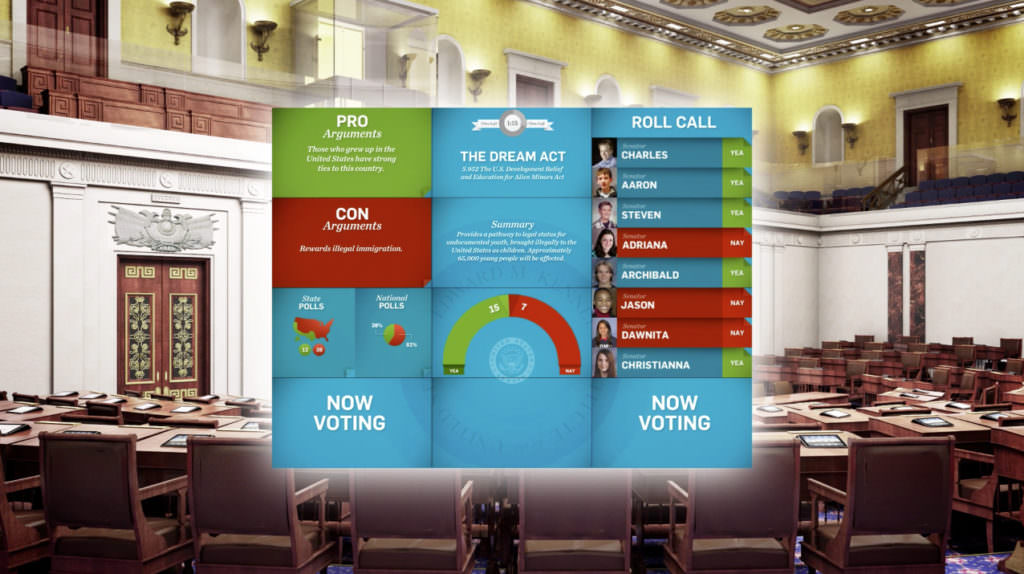 PRO
Arguments
Those who grew up in the
United States have strong
ties to this country.
CON
Arguments
Rewards illegal immigration.
State
POLLS
National
POLLS
NOW
VOTING
1:15
THE DREAM ACT
S.952 The U.S. Development Relief
and Education for Alien Minors Act
Summary
Provides a pathway to legal status for
undocumented youth, brought illegally to the
United States as children. Approximately
65,000 young people will be affected.
15
7
YEA
NAY
ROLL CALL
Senator
CHARLES
YEA
Senator
AARON
YEA
Senator
STEVEN
YEA
Senator
ADRIANA
NAY
Senator
ARCHIBALD
YEA
Senator
JASON
NAY
Senator
DAWNITA
NAY
Senator
CHRISTIANNA
YEA
NOW
VOTING